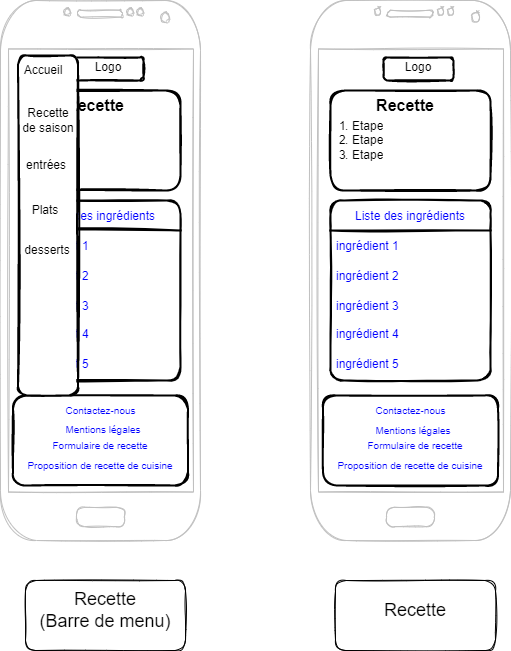 Accueil
Recette
de saison
entrées
Plats
desserts
Logo
ecette
es ingrédients
1
2
3
4
5
Contactez-nous
Mentions légales
Formulaire de recette
Proposition de recette de cuisine
Recette
(Barre de menu)
Logo
Recette
1. Etape
2. Etape
3. Etape
Liste des ingrédients
ingrédient 1
ingrédient 2
ingrédient 3
ingrédient 4
ingrédient 5
Contactez-nous
Mentions légales
Formulaire de recette
Proposition de recette de cuisine
Recette